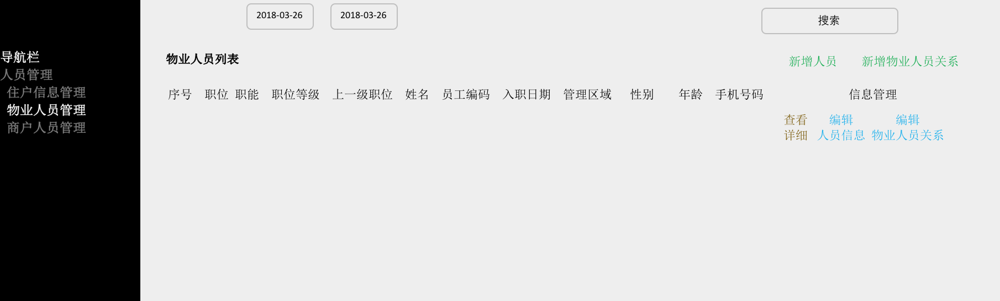 2018-03-26 2018-03-26 搜索
导航栏
人员管理
住户信息管理
物业人员管理
商户人员管理
物业人员列表 新增人员 新增物业人员关系
序号 职位 职能 职位等级 上一级职位 姓名 员工编码 入职日期 管理区域 性别 年龄 手机号码 信息管理
查看 编辑 编辑
详细 人员信息 物业人员关系